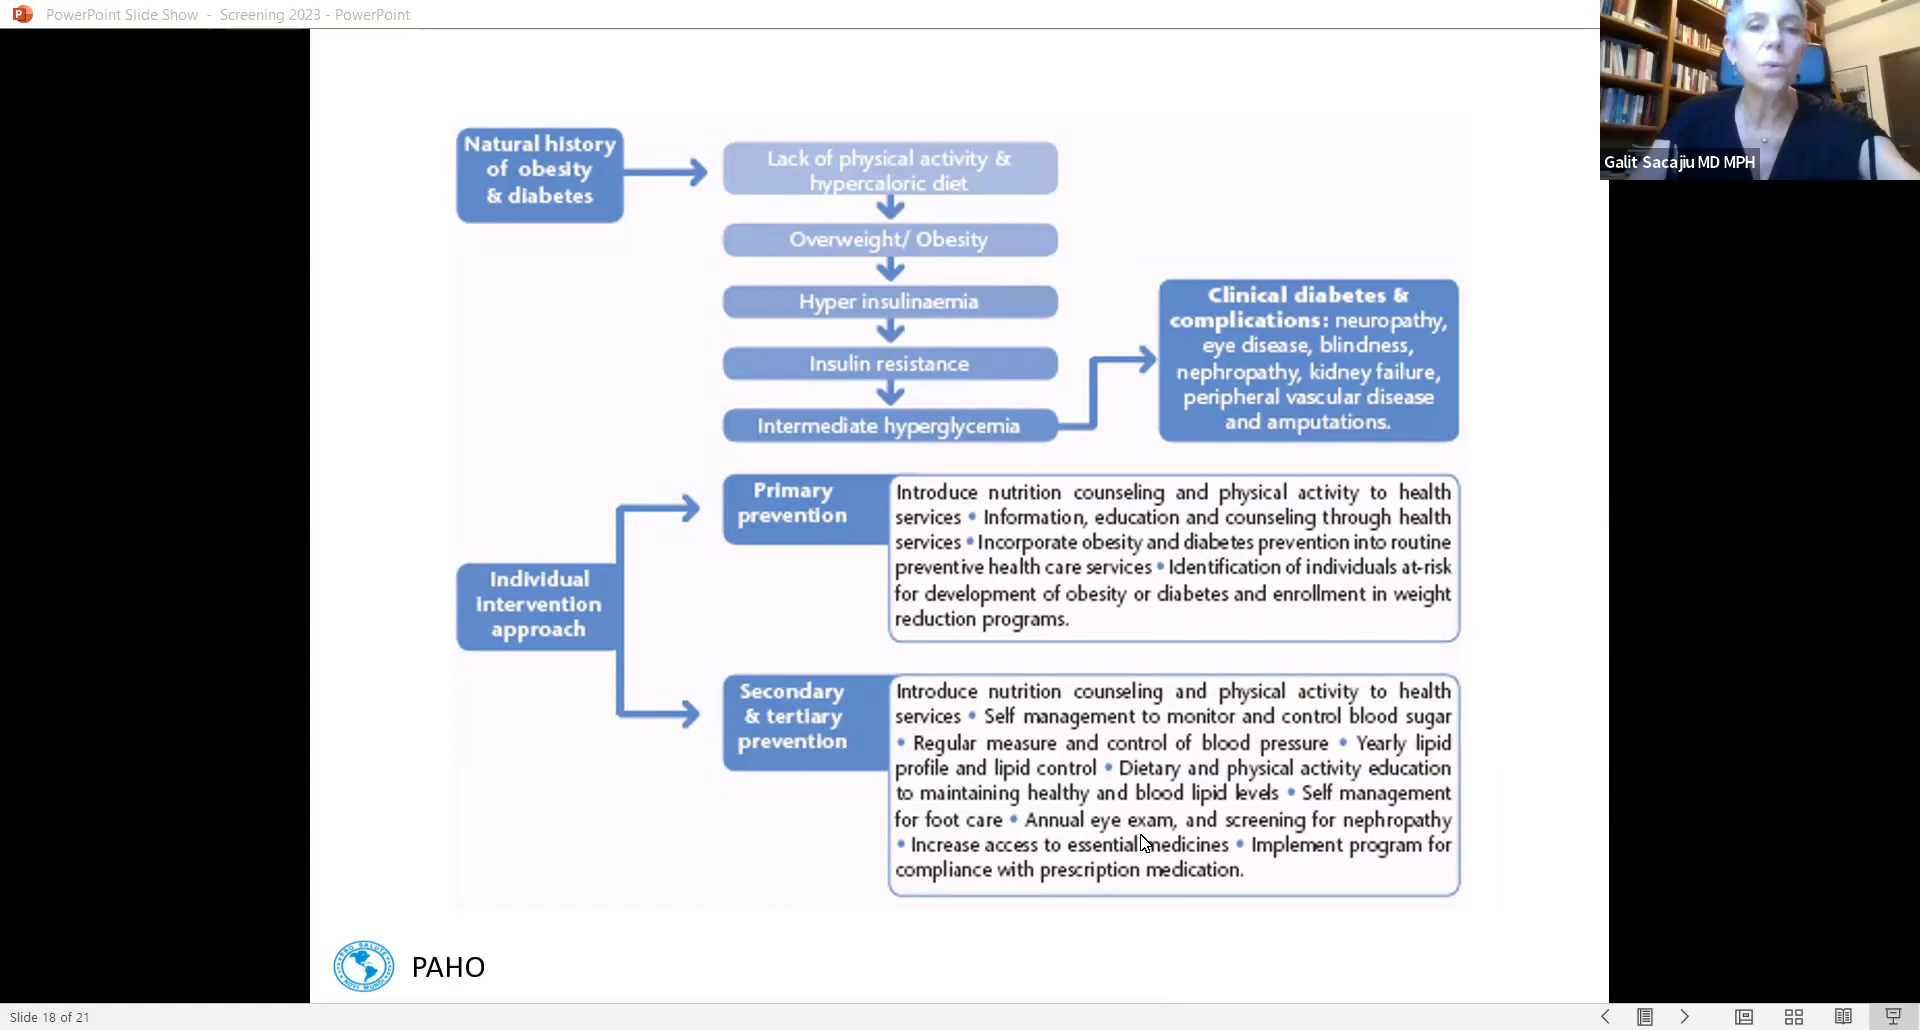 PowerPoint Slide Show - Screening 2023 - PowerPoint
Galit Sacajiu MD MPH
Natural history
of obesity
& diabetes
Lack of physical activity &
hypercaloric diet
Overweight/ Obesity
Hyper insulinaemia
Insulin resistance
Intermediate hyperglycemia
Clinical diabetes &
complications: neuropathy,
eye disease, blindness,
nephropathy, kidney failure,
peripheral vascular disease
and amputations.
Individual
intervention
approach
Primary
prevention
Introduce nutrition counseling and physical activity to health
services • Information, education and counseling through health
services • Incorporate obesity and diabetes prevention into routine
preventive health care services • Identification of individuals at-risk
for development of obesity or diabetes and enrollment in weight
reduction programs.
Secondary
& tertiary
prevention
Introduce nutrition counseling and physical activity to health
services • Self management to monitor and control blood sugar
• Regular measure and control of blood pressure • Yearly lipid
profile and lipid control • Dietary and physical activity education
to maintaining healthy and blood lipid levels • Self management
for foot care • Annual eye exam, and screening for nephropathy
• Increase access to essential medicines • Implement program for
compliance with prescription medication.
PRO SALUTE
NOVI MUNDI
PAHO
Slide 18 of 21